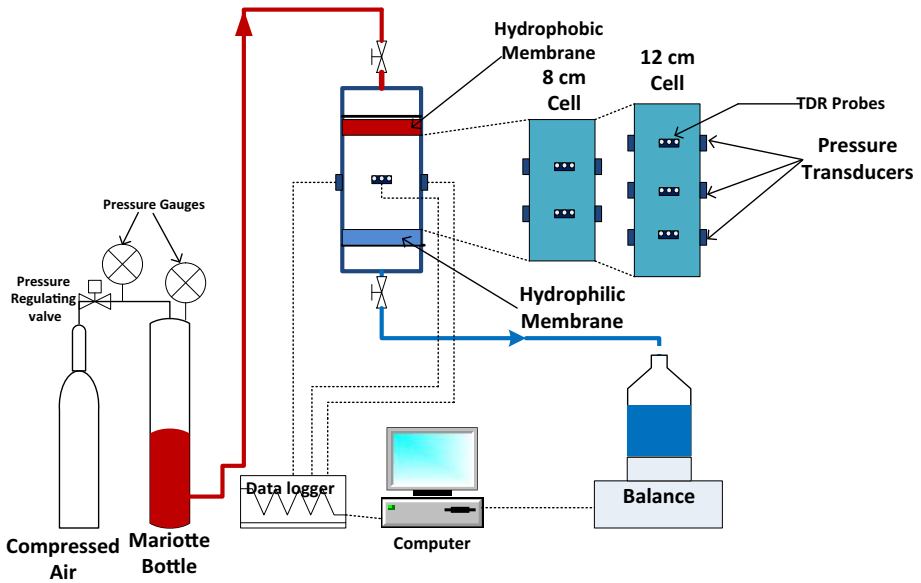 Hydrophobic
Membrane
8 cm
Cell
12 cm
Cell
TDR Probes
Pressure
Transducers
Pressure Gauges
Pressure
Regulating
valve
Hydrophilic
Membrane
Data logger
Computer
Balance
Compressed
Air
Mariotte
Bottle